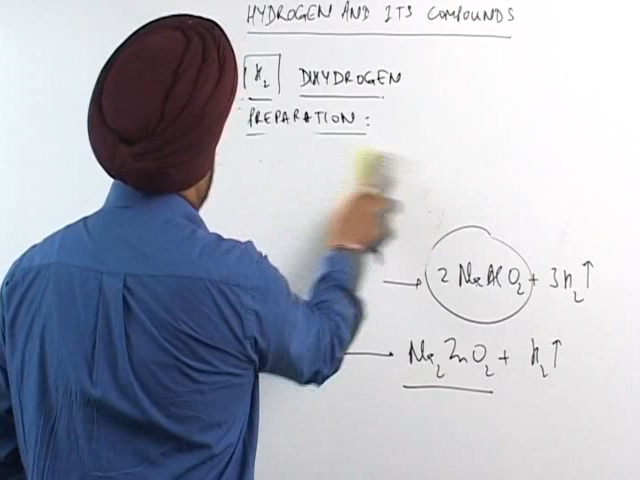 HYDROGEN AND ITS COMPOUNDS
H₂ DIHYDROGEN
PREPARATION:
→ 2 NaAlO₂ + 3H₂↑
→ Na₂ZnO₂ + H₂↑